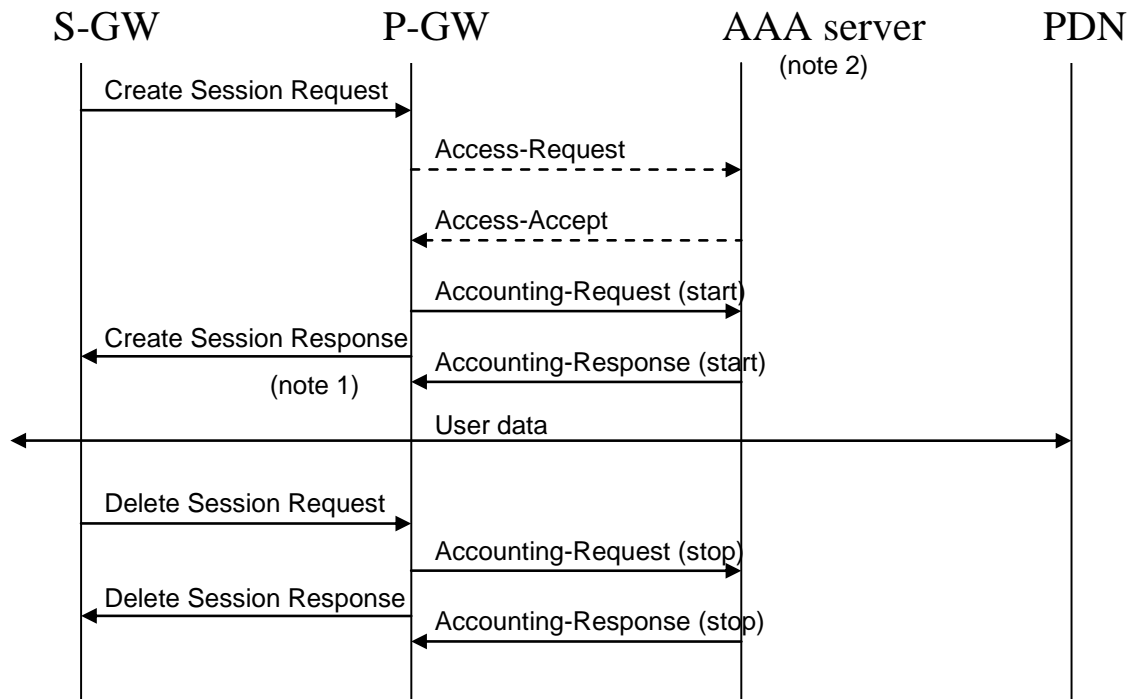 S-GW P-GW AAA server PDN
(note 2)
Create Session Request
Access-Request
Access-Accept
Accounting-Request (start)
Create Session Response
Accounting-Response (start)
(note 1)
User data
Delete Session Request
Accounting-Request (stop)
Delete Session Response
Accounting-Response (stop)